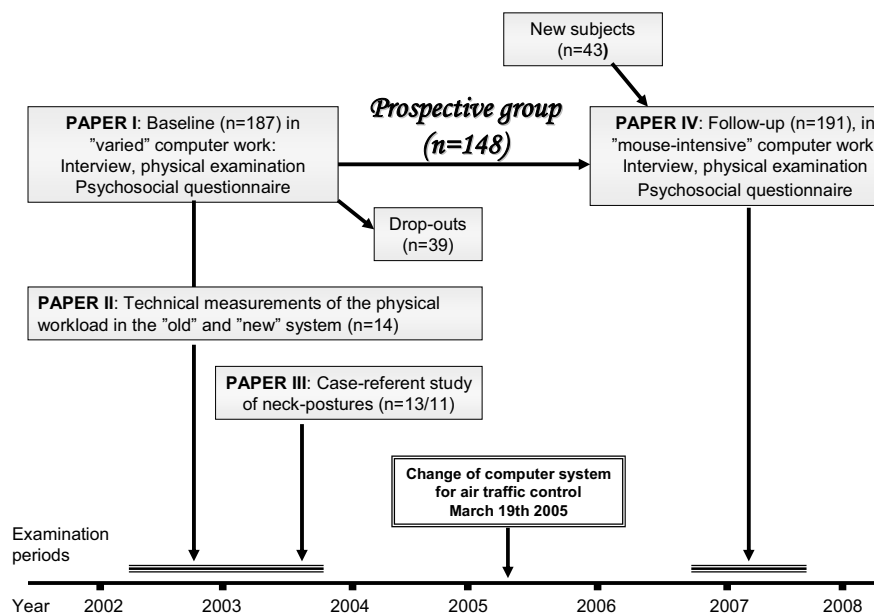 New subjects
(n=43)
PAPER I: Baseline (n=187) in
"varied" computer work:
Interview, physical examination
Psychosocial questionnaire
Prospective group
(n=148)
PAPER IV: Follow-up (n=191), in
"mouse-intensive" computer work
Interview, physical examination
Psychosocial questionnaire
Drop-outs
(n=39)
PAPER II: Technical measurements of the physical
workload in the "old" and "new" system (n=14)
PAPER III: Case-referent study
of neck-postures (n=13/11)
Change of computer system
for air traffic control
March 19th 2005
Examination
periods
Year 2002 2003 2004 2005 2006 2007 2008